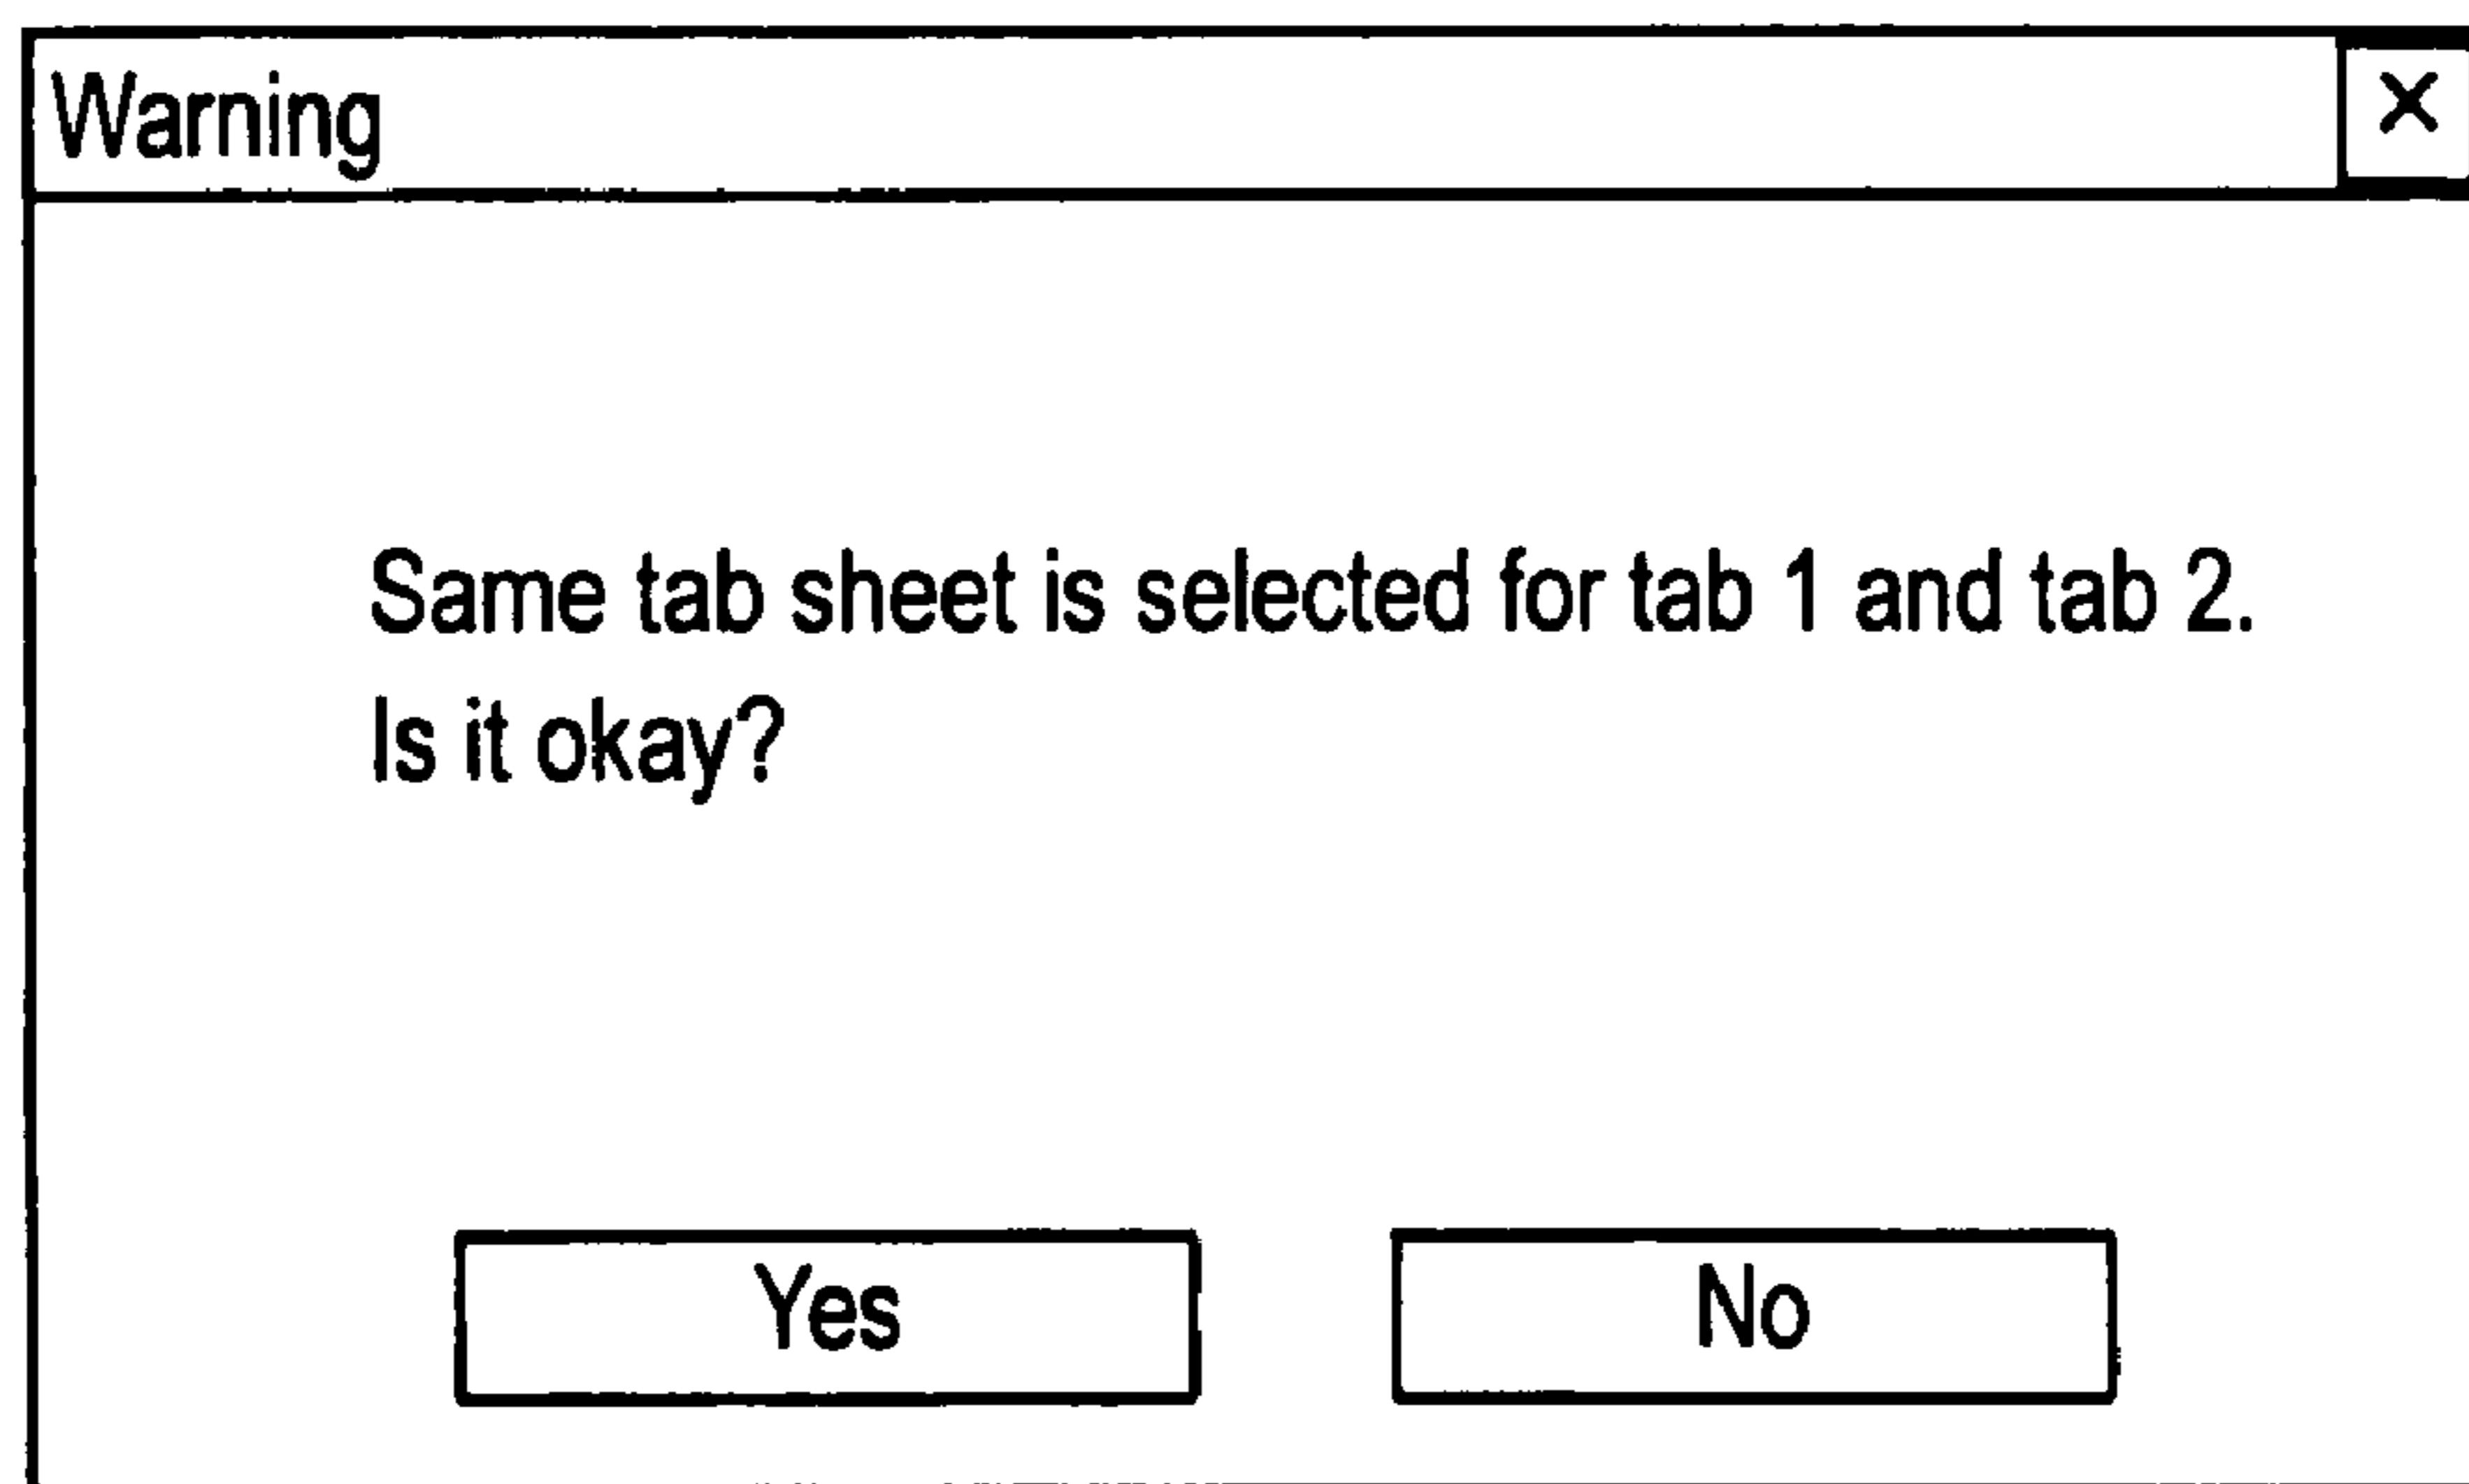 Warning ×
Same tab sheet is selected for tab 1 and tab 2.
Is it okay?
Yes No